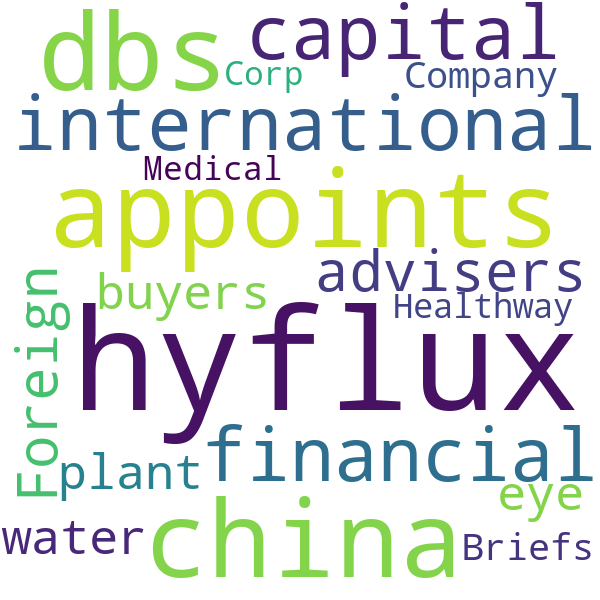 dbs
capital
Corp
Company
international
Medical
appoints
advisers
buyers
Healthway
Foreign
hyflux
financial
plant
eye
china
water
Briefs